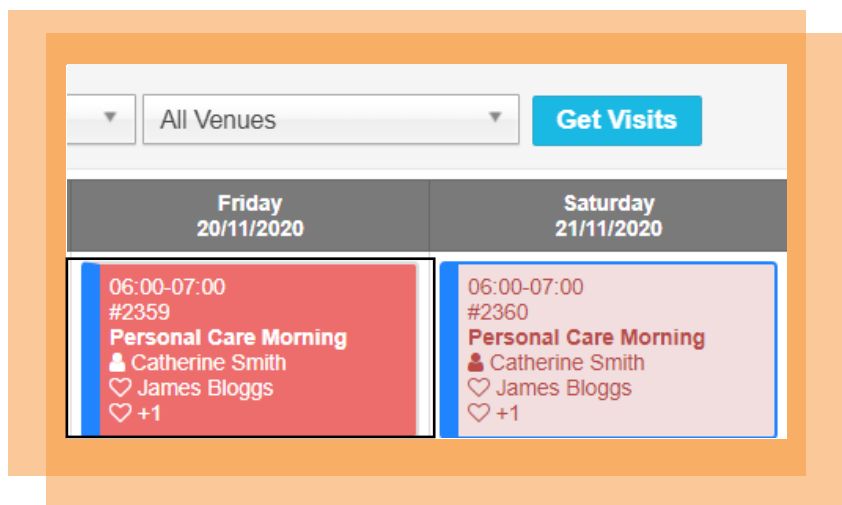 All Venues
Get Visits
Friday
20/11/2020
Saturday
21/11/2020
06:00-07:00
#2359
Personal Care Morning
Catherine Smith
James Bloggs
+1
06:00-07:00
#2360
Personal Care Morning
Catherine Smith
James Bloggs
+1